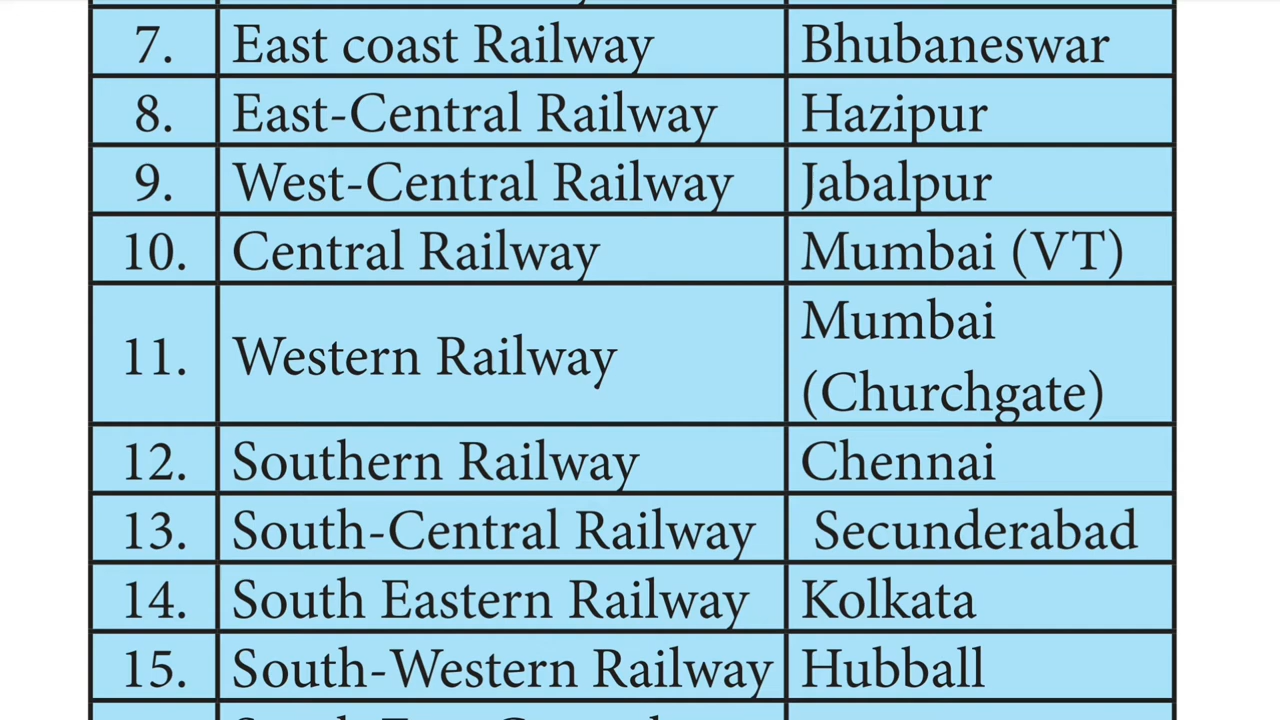 7. East coast Railway Bhubaneswar
8. East-Central Railway Hazipur
9. West-Central Railway Jabalpur
10. Central Railway Mumbai (VT)
11. Western Railway Mumbai
(Churchgate)
12. Southern Railway Chennai
13. South-Central Railway Secunderabad
14. South Eastern Railway Kolkata
15. South-Western Railway Hubball